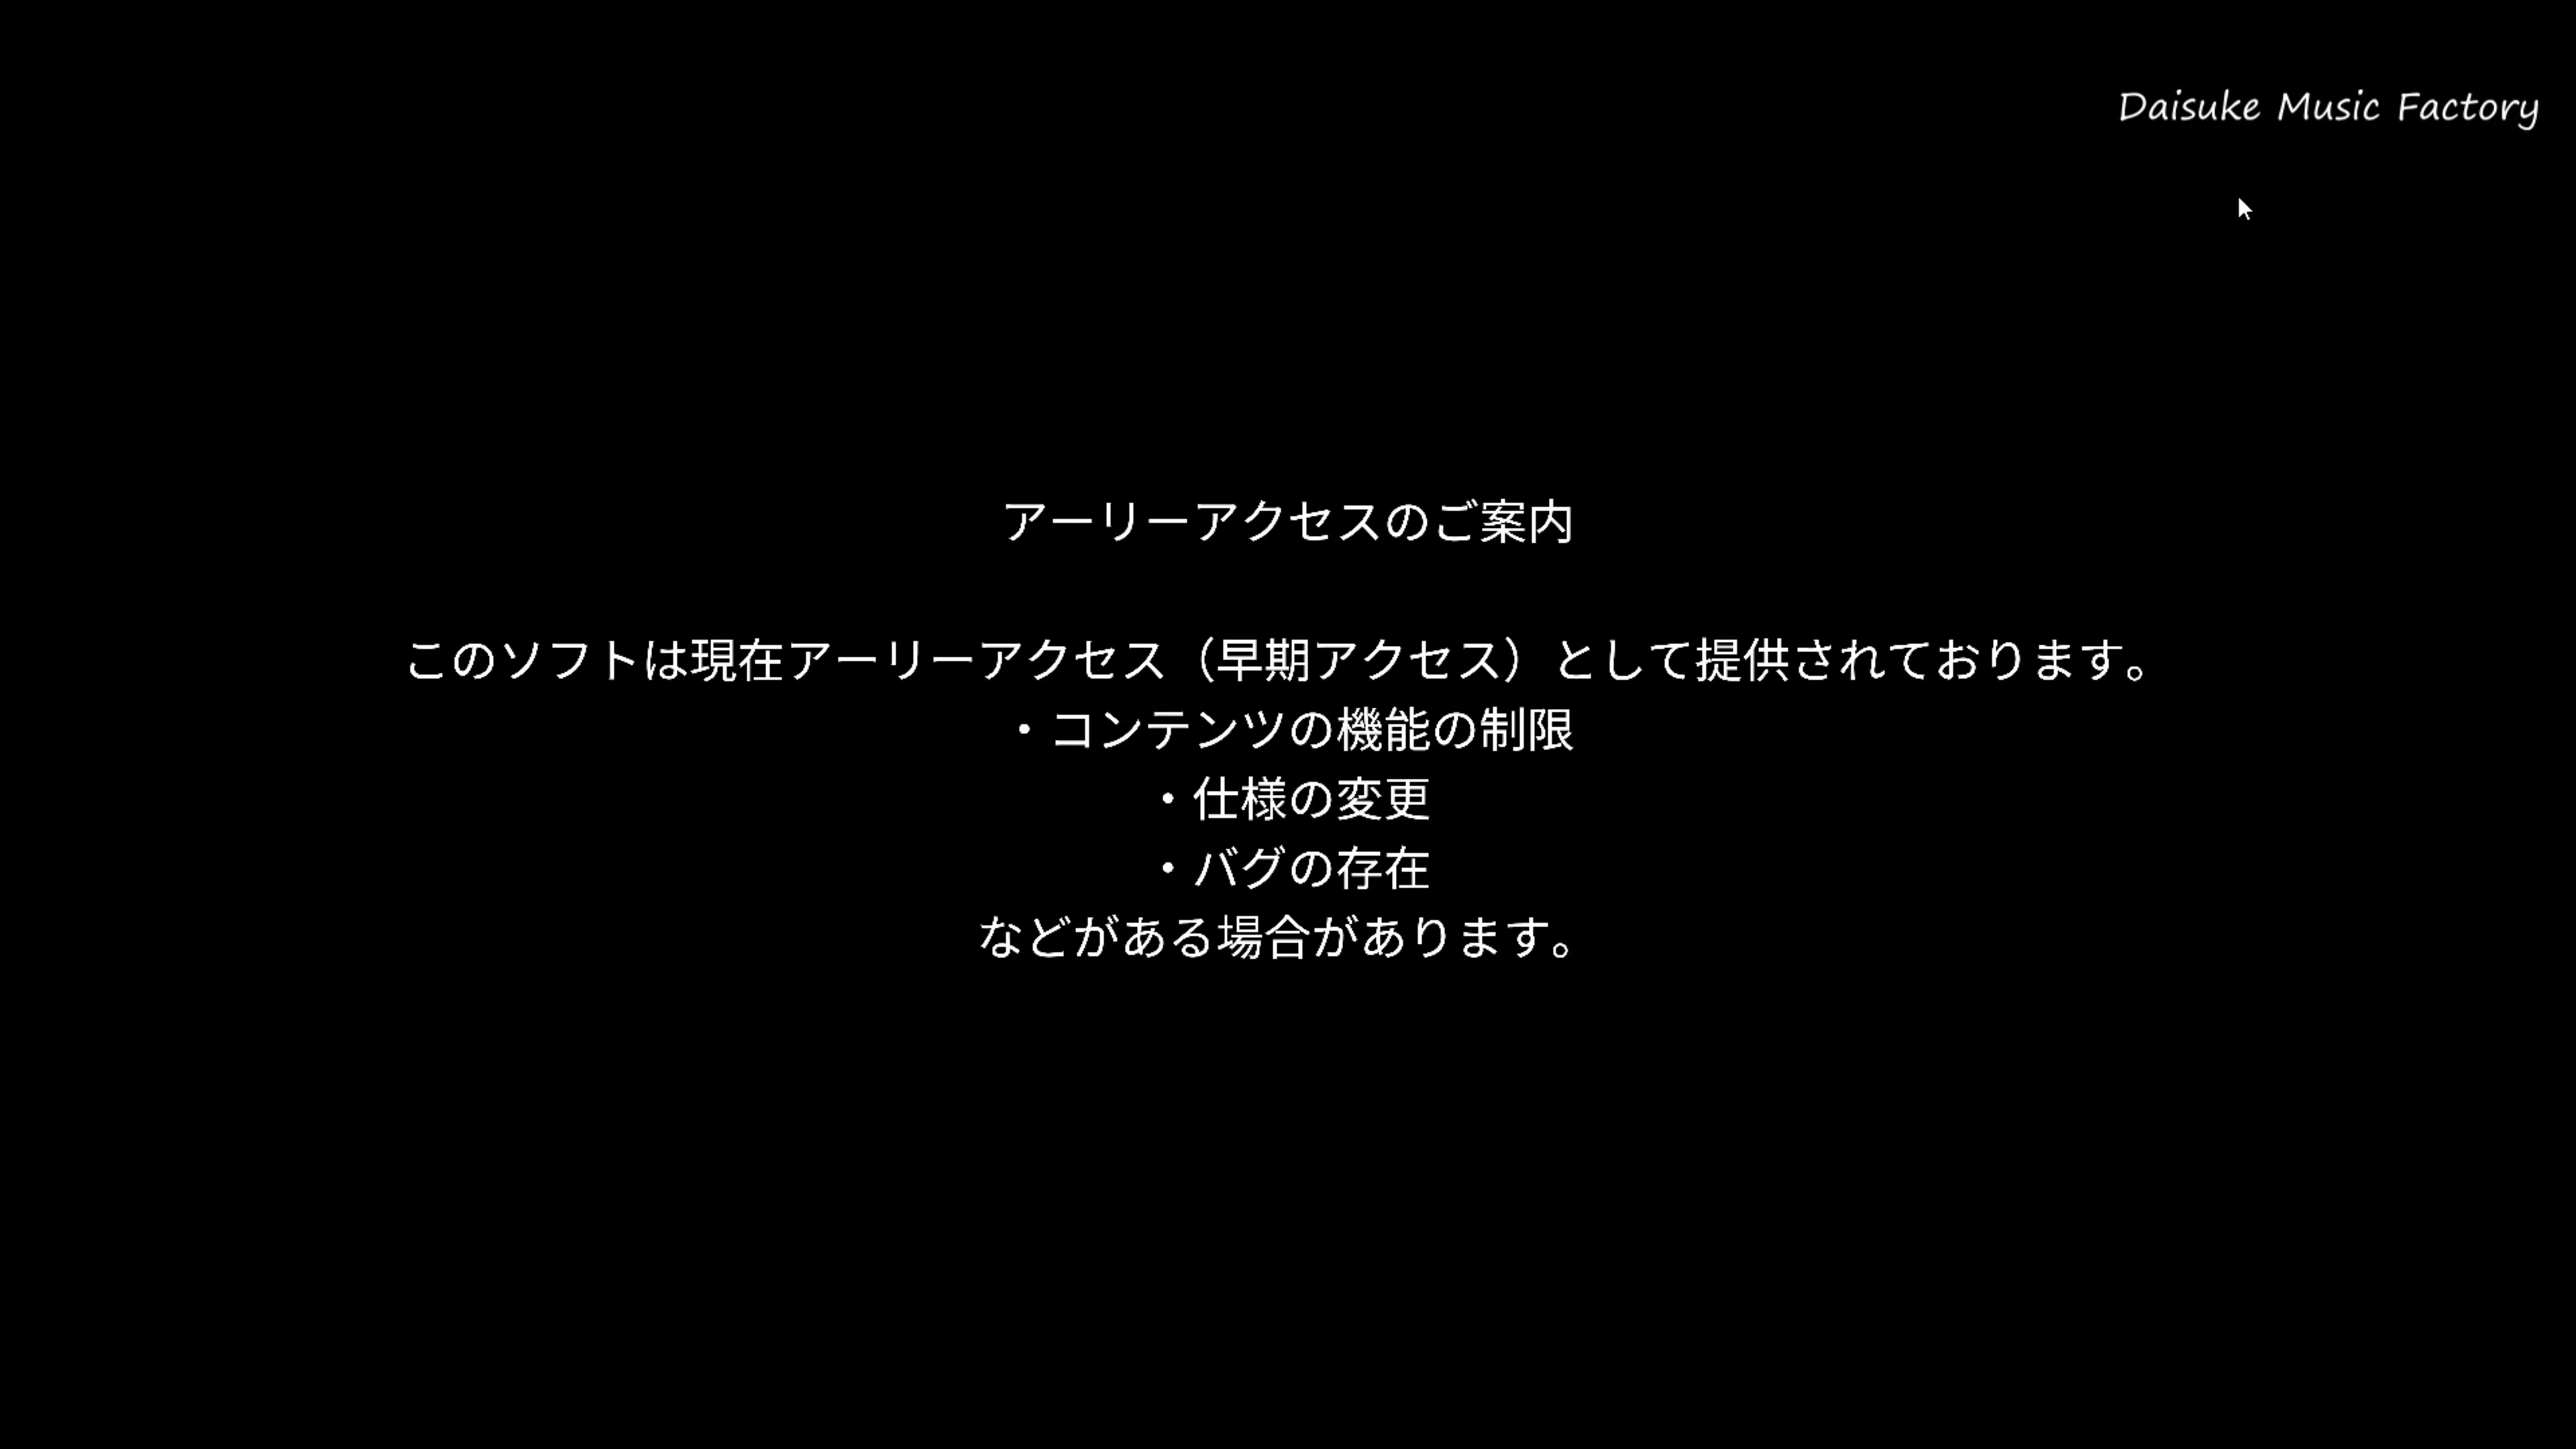 Daisuke Music Factory
アーリーアクセスのご案内
このソフトは現在アーリーアクセス（早期アクセス）として提供されております。
・コンテンツの機能の制限
・仕様の変更
・バグの存在
などがある場合があります。